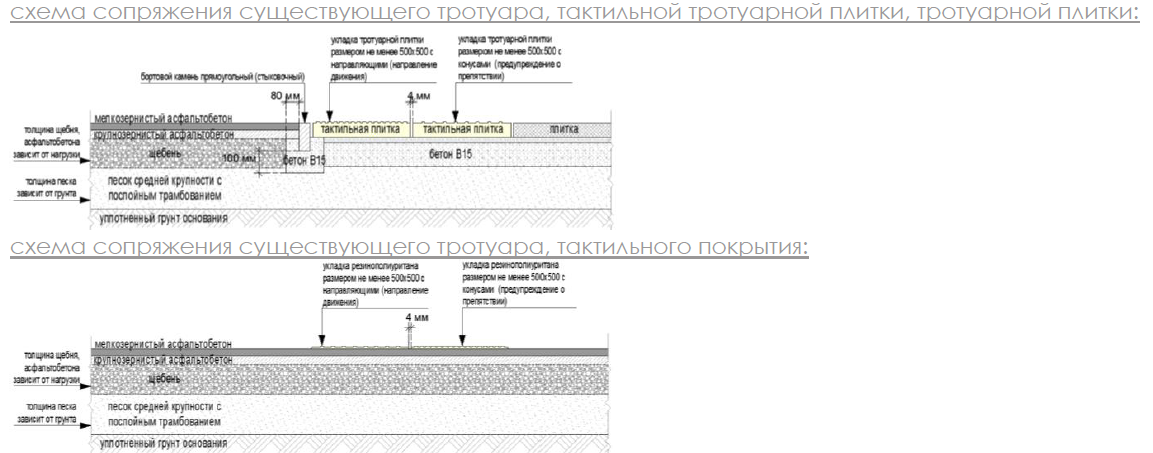 схема сопряжения существующего тротуара, тактильной тротуарной плитки, тротуарной плитки:
укладка тротуарной плитки
размером не менее 500х500 с
направляющими (направление
движения)
укладка тротуарной плитки
размером не менее 500х500 с
конусами (предупреждение о
препятствии)
бортовой камень прямоугольный (стыковочный)
80 мм
4 мм
мелкозернистый асфальтобетон
крупнозернистый асфальтобетон
тактильная плитка
тактильная плитка
плитка
толщина щебня,
асфальтобетона
зависит от нагрузки
щебень
100 мм
бетон В15
бетон В15
толщина песка
зависит от грунта
песок средней крупности с
послойным трамбованием
уплотненный грунт основания
схема сопряжения существующего тротуара, тактильного покрытия:
укладка резинополиуритана
размером не менее 500х500 с
направляющими (направление
движения)
укладка резинополиуритана
размером не менее 500х500 с
конусами (предупреждение о
препятствии)
4 мм
мелкозернистый асфальтобетон
крупнозернистый асфальтобетон
толщина щебня,
асфальтобетона
зависит от нагрузки
щебень
толщина песка
зависит от грунта
песок средней крупности с
послойным трамбованием
уплотненный грунт основания